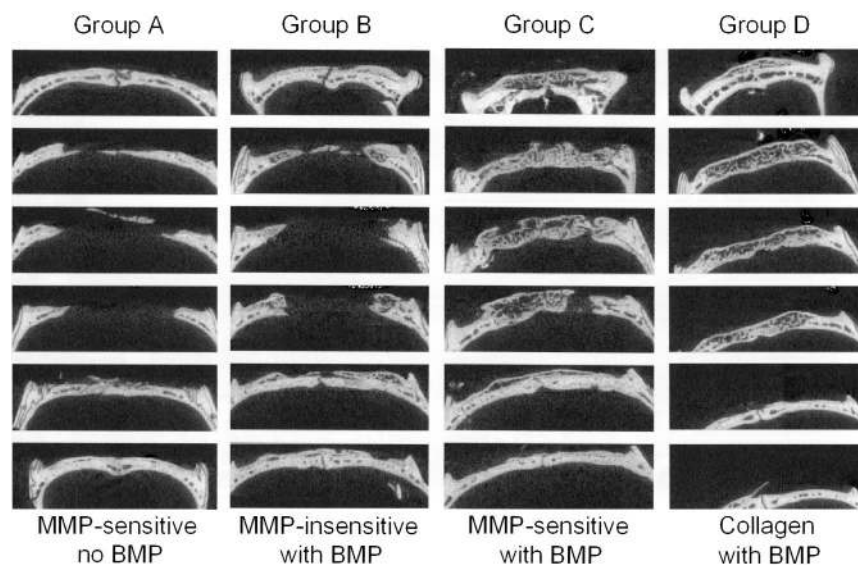 Group A
Group B
Group C
Group D
MMP-sensitive
no BMP
MMP-insensitive
with BMP
MMP-sensitive
with BMP
Collagen
with BMP